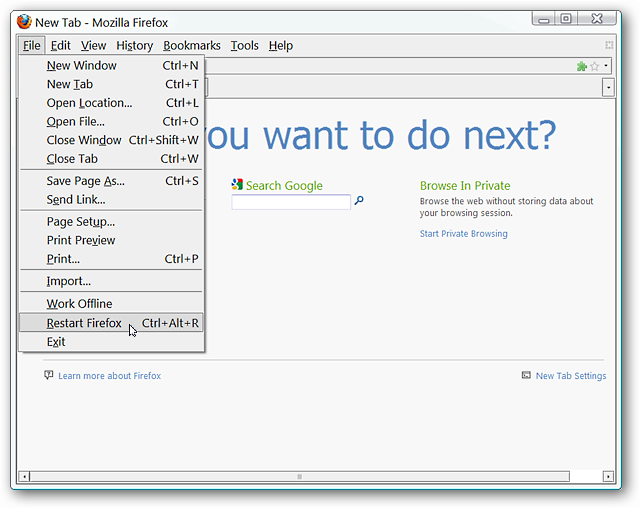 New Tab - Mozilla Firefox
File Edit View History Bookmarks Tools Help
New Window Ctrl+N
New Tab Ctrl+T
Open Location... Ctrl+L
Open File... Ctrl+O
Close Window Ctrl+Shift+W
Close Tab Ctrl+W
Save Page As... Ctrl+S
Send Link...
Page Setup...
Print Preview
Print... Ctrl+P
Import...
Work Offline
Restart Firefox Ctrl+Alt+R
Exit
you want to do next?
Search Google
Browse In Private
Browse the web without storing data about
your browsing session.
Start Private Browsing
Learn more about Firefox
New Tab Settings